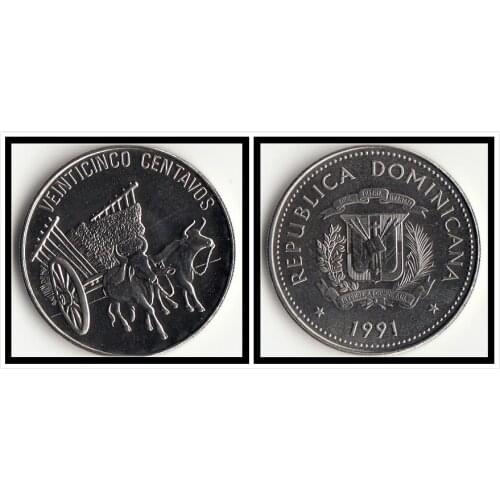 VEINTICINCO CENTAVOS
REPUBLICA DOMINICANA
1991